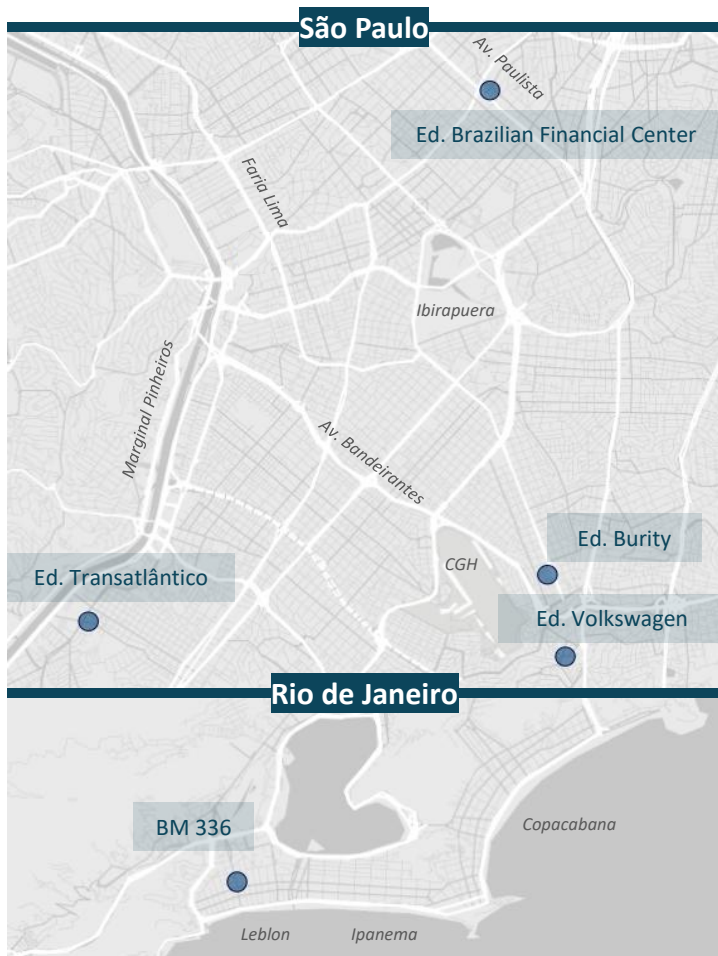 São Paulo
Av. Paulista
Ed. Brazilian Financial Center
Faria Lima
Ibirapuera
Marginal Pinheiros
Av. Bandeirantes
Ed. Burity
CGH
Ed. Transatlântico
Ed. Volkswagen
Rio de Janeiro
BM 336
Copacabana
Leblon
Ipanema